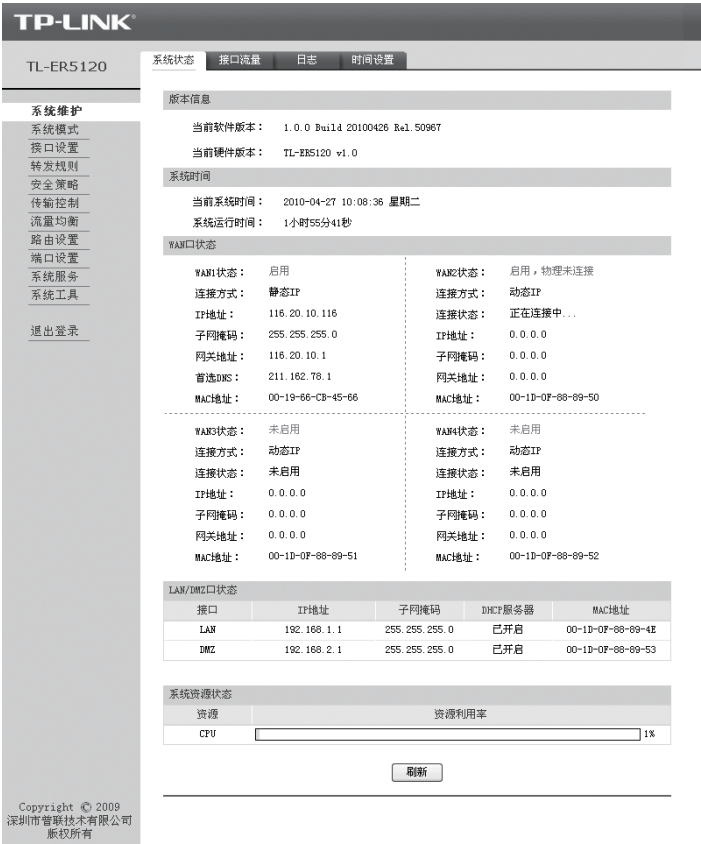 TP-LINK®
TL-ER5120
系统状态 接口流量 日志 时间设置
系统维护
系统模式
接口设置
转发规则
安全策略
传输控制
流量均衡
路由设置
端口设置
系统服务
系统工具
退出登录
版本信息
当前软件版本： 1.0.0 Build 20100426 Rel.50967
当前硬件版本： TL-ER5120 v1.0
系统时间
当前系统时间： 2010-04-27 10:08:36 星期二
系统运行时间： 1小时55分41秒
WAN口状态
WAN1状态： 启用
连接方式： 静态IP
IP地址： 116.20.10.116
子网掩码： 255.255.255.0
网关地址： 116.20.10.1
首选DNS： 211.162.78.1
MAC地址： 00-19-66-CB-45-66
WAN2状态： 启用，物理未连接
连接方式： 动态IP
连接状态： 正在连接中...
IP地址： 0.0.0.0
子网掩码： 0.0.0.0
网关地址： 0.0.0.0
MAC地址： 00-1D-0F-88-89-50
WAN3状态： 未启用
连接方式： 动态IP
连接状态： 未启用
IP地址： 0.0.0.0
子网掩码： 0.0.0.0
网关地址： 0.0.0.0
MAC地址： 00-1D-0F-88-89-51
WAN4状态： 未启用
连接方式： 动态IP
连接状态： 未启用
IP地址： 0.0.0.0
子网掩码： 0.0.0.0
网关地址： 0.0.0.0
MAC地址： 00-1D-0F-88-89-52
LAN/DMZ口状态
接口 IP地址 子网掩码 DHCP服务器 MAC地址
LAN 192.168.1.1 255.255.255.0 已开启 00-1D-0F-88-89-4E
DMZ 192.168.2.1 255.255.255.0 已开启 00-1D-0F-88-89-53
系统资源状态
资源 资源利用率
CPU 1%
刷新
Copyright © 2009
深圳市普联技术有限公司
版权所有